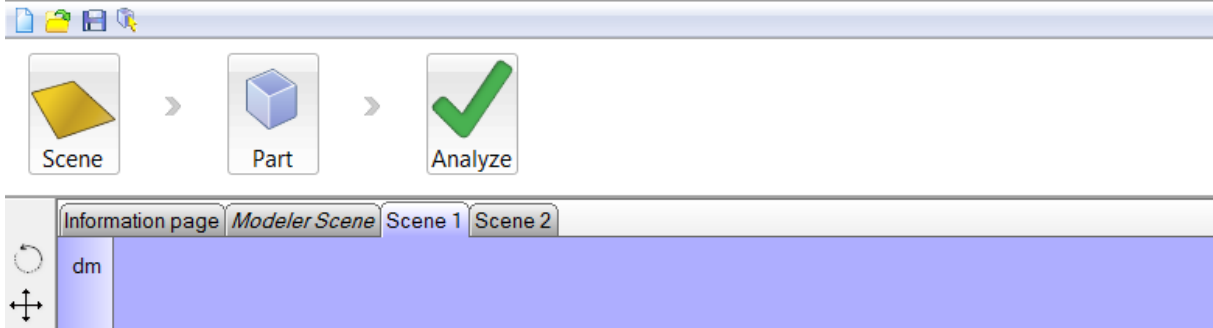 Scene Part Analyze
Information page Modeler Scene Scene 1 Scene 2
dm